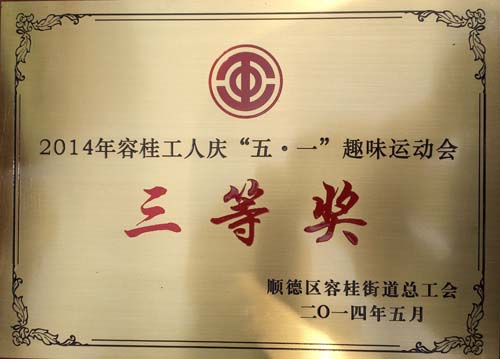 2014年容桂工人庆“五·一”趣味运动会
三等奖
顺德区容桂街道总工会
二〇一四年五月